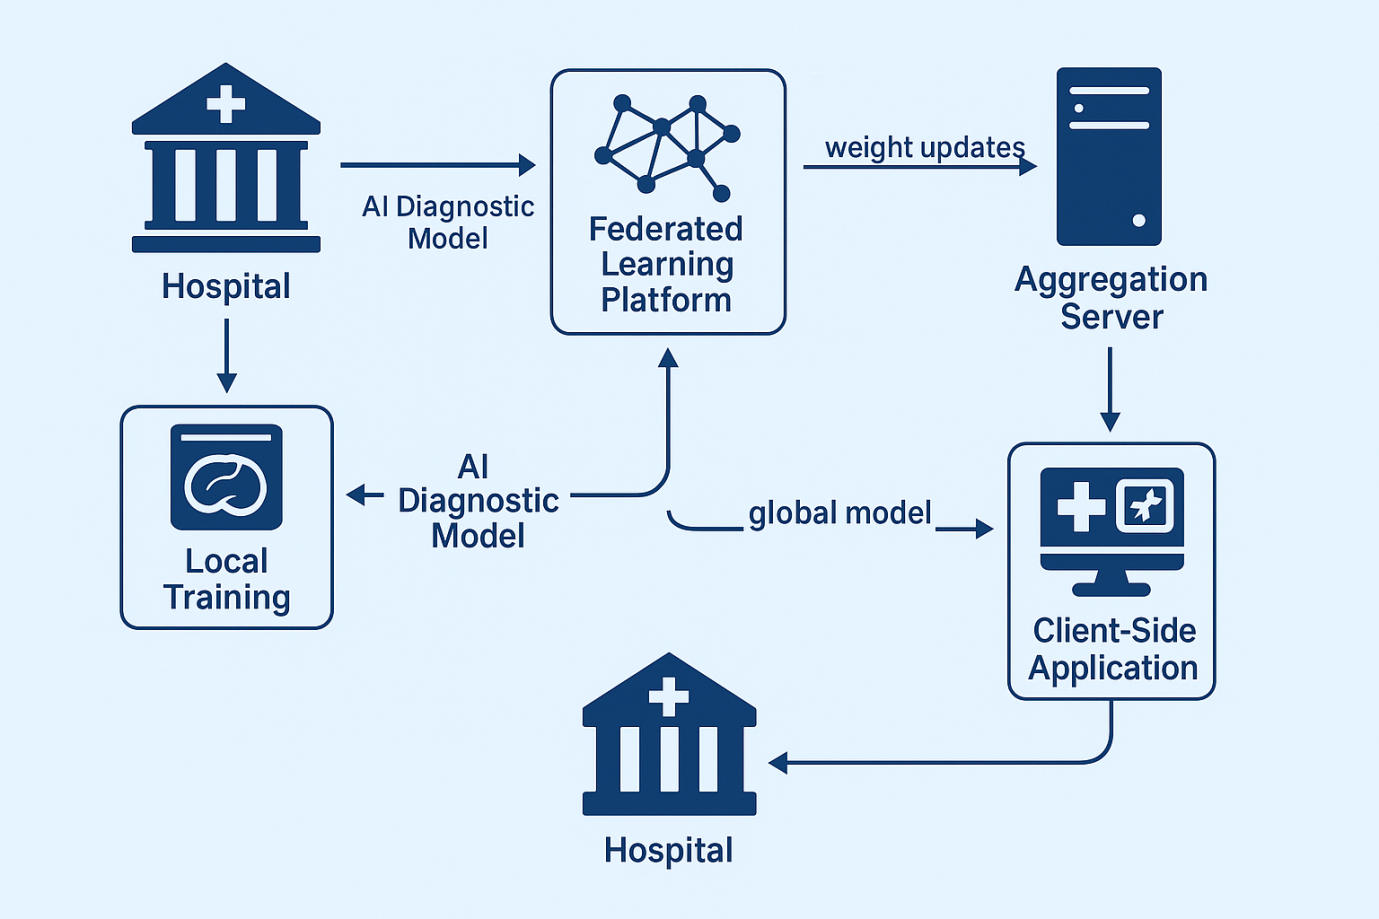 AI Diagnostic
Model
Federated
Learning
Platform
weight updates
Hospital
Aggregation
Server
Local
Training
AI
Diagnostic
Model
global model
Client-Side
Application
Hospital